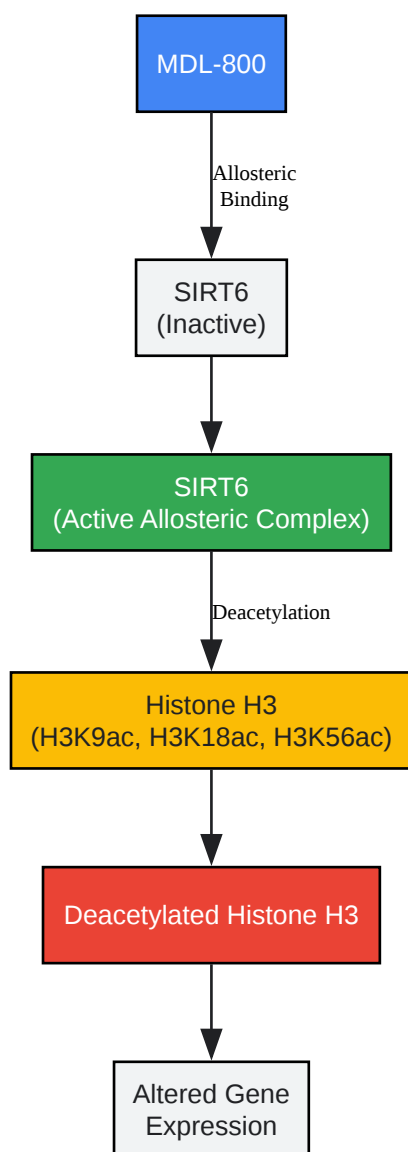 MDL-800
Allosteric
Binding
SIRT6
(Inactive)
SIRT6
(Active Allosteric Complex)
Deacetylation
Histone H3
(H3K9ac, H3K18ac, H3K56ac)
Deacetylated Histone H3
Altered Gene
Expression